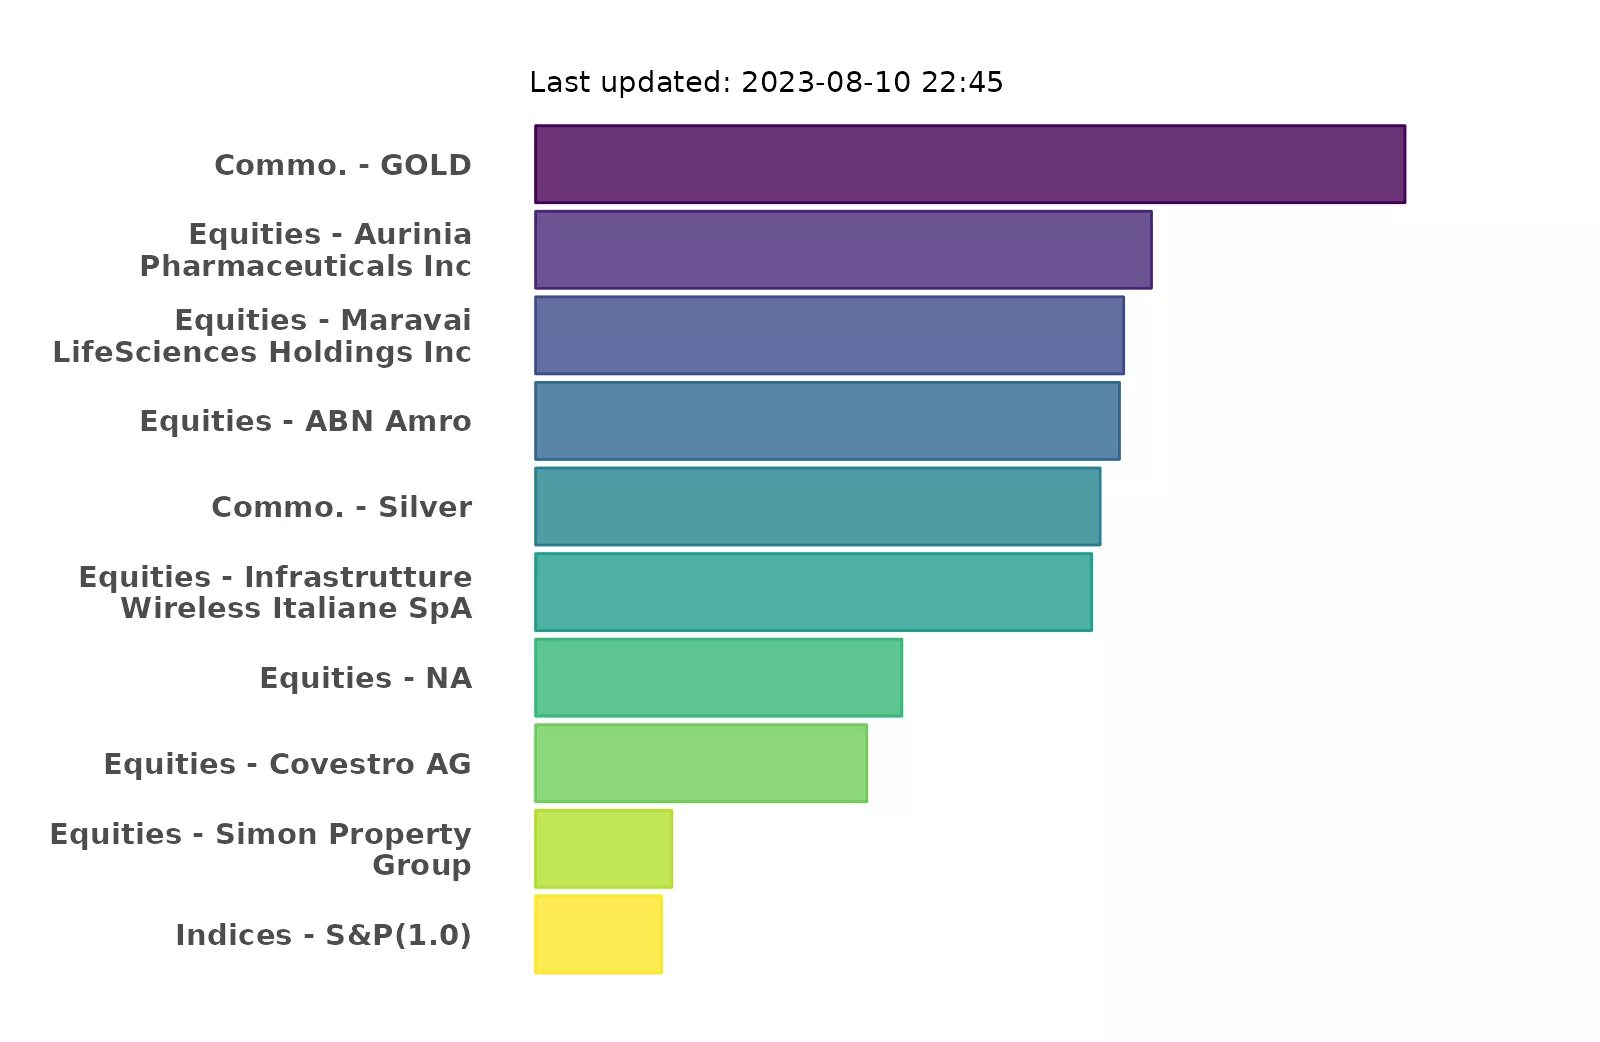 Last updated: 2023-08-10 22:45
Commo. - GOLD
Equities - Aurinia
Pharmaceuticals Inc
Equities - Maravai
LifeSciences Holdings Inc
Equities - ABN Amro
Commo. - Silver
Equities - Infrastrutture
Wireless Italiane SpA
Equities - NA
Equities - Covestro AG
Equities - Simon Property
Group
Indices - S&P(1.0)